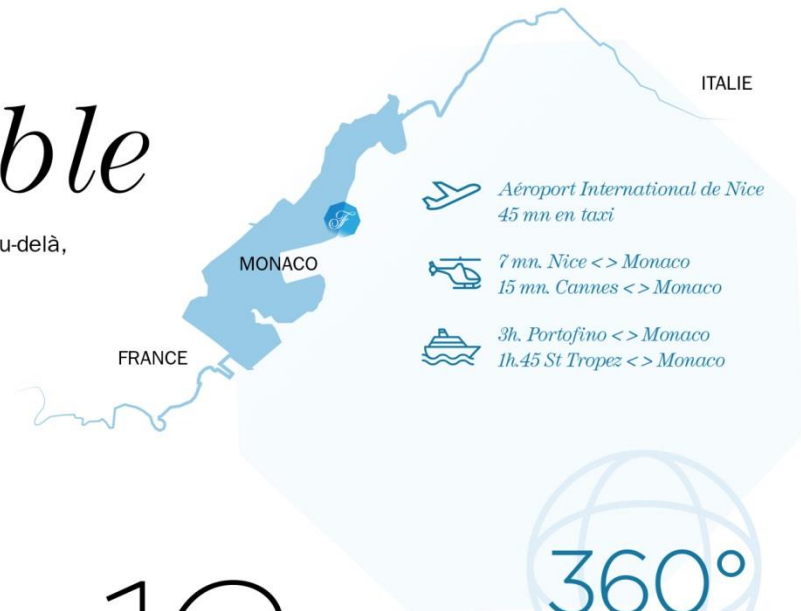 ble
u-delà,
ITALIE
Aéroport International de Nice
45 mn en taxi
MONACO
7 mn. Nice < > Monaco
15 mn. Cannes < > Monaco
3h. Portofino < > Monaco
1h.45 St Tropez < > Monaco
FRANCE
10
360°